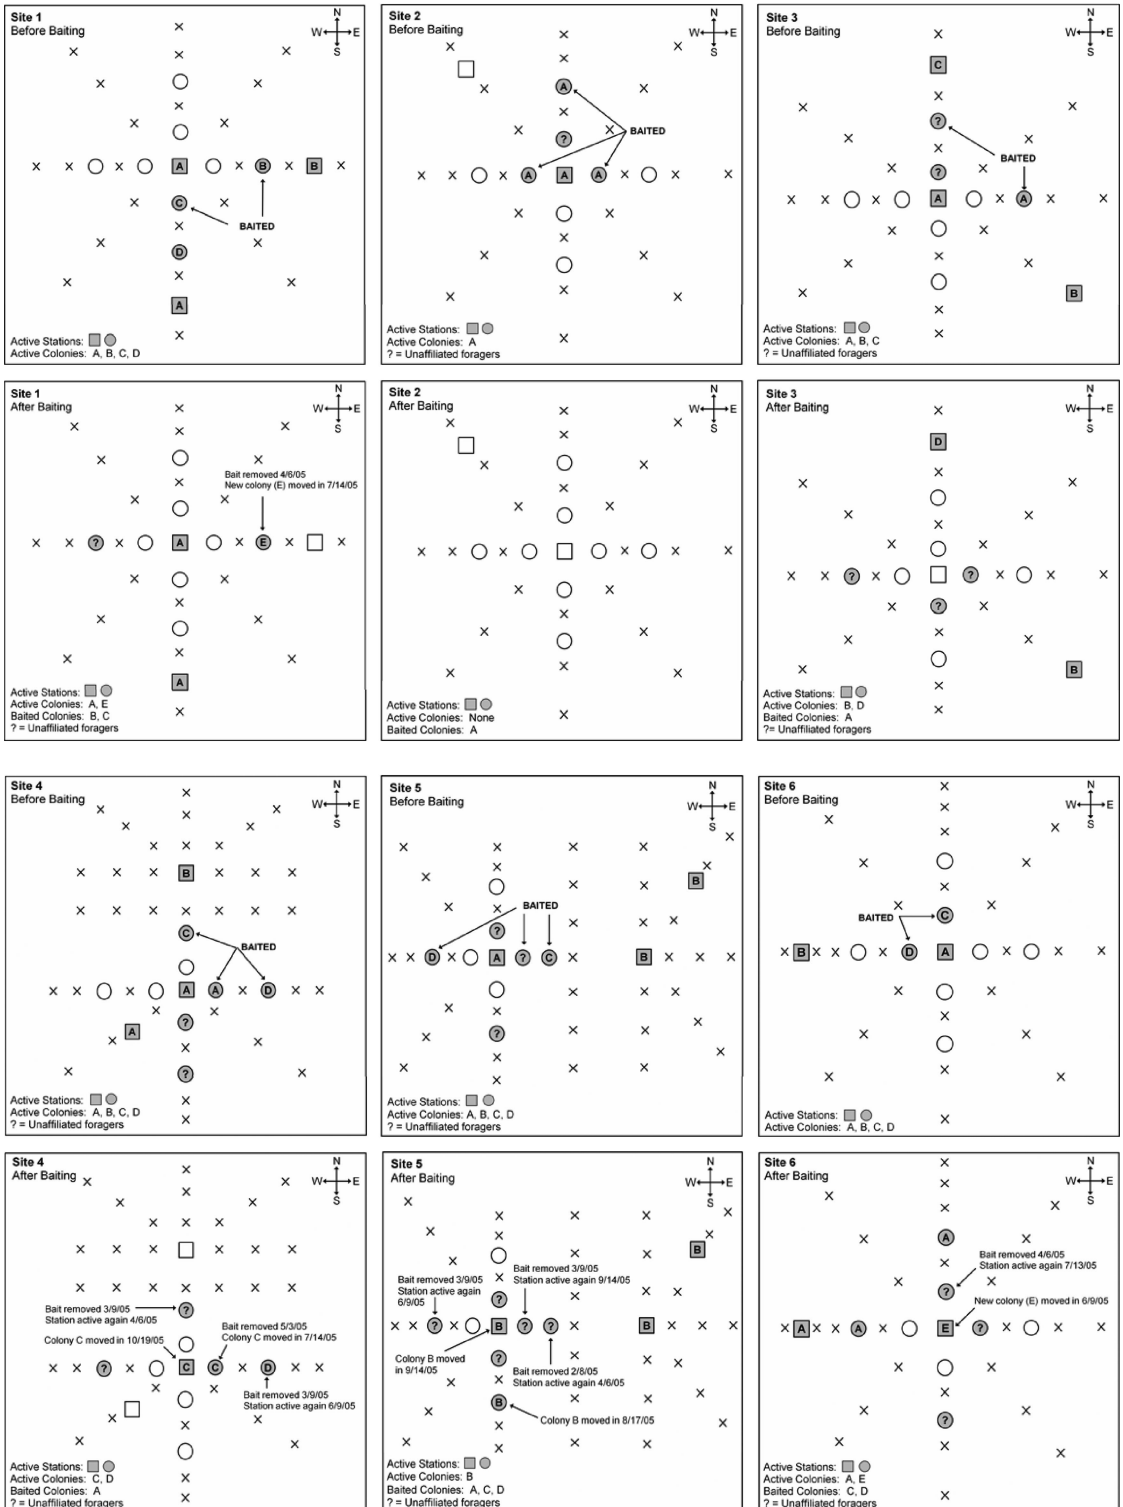 Site 1
Before Baiting
N
W E
S
X
X
X X
X X
X
X X
X X A X B X B X
X C X
X BAITED
X D X
X
X X
A
X
Active Stations:
Active Colonies: A, B, C, D
Site 2
Before Baiting
N
W E
S
X
X X
X
X A X
X
X X BAITED
?
X X A A A X X X
X X
X
X X
X
X X
X
Active Stations:
Active Colonies: A
? = Unaffiliated foragers
Site 3
Before Baiting
N
W E
S
X
C
X
X X
?
X X
X BAITED
X ? X
X X X A X A X X
X X
X
X X
X B
X
X
Active Stations:
Active Colonies: A, B, C
? = Unaffiliated foragers
Site 1
After Baiting
N
W E
S
X
X X
X
X X
Bait removed 4/6/05
New colony (E) moved in 7/14/05
X
X X
X X ? X A X E X X
X X
X
X X
X
X X
A
X
Active Stations:
Active Colonies: A, E
Baited Colonies: B, C
? = Unaffiliated foragers
Site 2
After Baiting
N
W E
S
X
X X
X
X X
X
X X
X X X X X X
X X
X
X X
X
X X
X
Active Stations:
Active Colonies: None
Baited Colonies: A
Site 3
After Baiting
N
W E
S
X
D
X
X X
X X
X
X X
X X ? X ? X X X
X ? X
X
X X
X B
X
X
Active Stations:
Active Colonies: B, D
Baited Colonies: A
?= Unaffiliated foragers
Site 4
Before Baiting
N
W E
S
X
X X
X
X X
X X X
X X X B X X X
X X X X X X X
C
BAITED
X X X A A X D X X
X X
?
A
X X X
X ? X
X
X
Active Stations:
Active Colonies: A, B, C, D
? = Unaffiliated foragers
Site 5
Before Baiting
N
W E
S
X
X X X X
X
X B
X X X
BAITED
X X
X X X
?
X X D X A ? C X B X X X
X X X
X X
X ? X X X
X X
X X X X
X
Active Stations:
Active Colonies: A, B, C, D
? = Unaffiliated foragers
Site 6
Before Baiting
N
W E
S
X
X
X X
X
X X
X
X X
BAITED C
X B X X D A X X X
X X
X
X X
X
X X
X
Active Stations:
Active Colonies: A, B, C, D
Site 4
After Baiting
N
W E
S
X
X X
X
X X
X X X
X X X X X X
X X X X X X X
Bait removed 3/9/05
Station active again 4/6/05
?
Bait removed 5/3/05
Colony C moved in 7/14/05
Colony C moved in 10/19/05
X X ? X C C X D X X
X X
Bait removed 3/9/05
Station active again 6/9/05
X X X
X X
X
X
Active Stations:
Active Colonies: C, D
Baited Colonies: A
? = Unaffiliated foragers
Site 5
After Baiting
N
W E
S
X
X X X X
X X
B
X X X
X
Bait removed 3/9/05
Station active again
6/9/05
Bait removed 3/9/05
Station active again 9/14/05
?
X X X
X X ? X B ? ? B X X X
Colony B moved
in 9/14/05
?
X X X
Bait removed 2/8/05
Station active again 4/6/05
X X
X B X X X
Colony B moved in 8/17/05
X
X X X X
X
Active Stations:
Active Colonies: B
Baited Colonies: A, C, D
? = Unaffiliated foragers
Site 6
After Baiting
N
W E
S
X
X
X X
X
X A X
Bait removed 4/6/05
Station active again 7/13/05
X ? X
New colony (E) moved in 6/9/05
X A X X A E ? X X X
X X
X X
?
X X X
X
Active Stations:
Active Colonies: A, E
Baited Colonies: C, D
? = Unaffiliated foragers